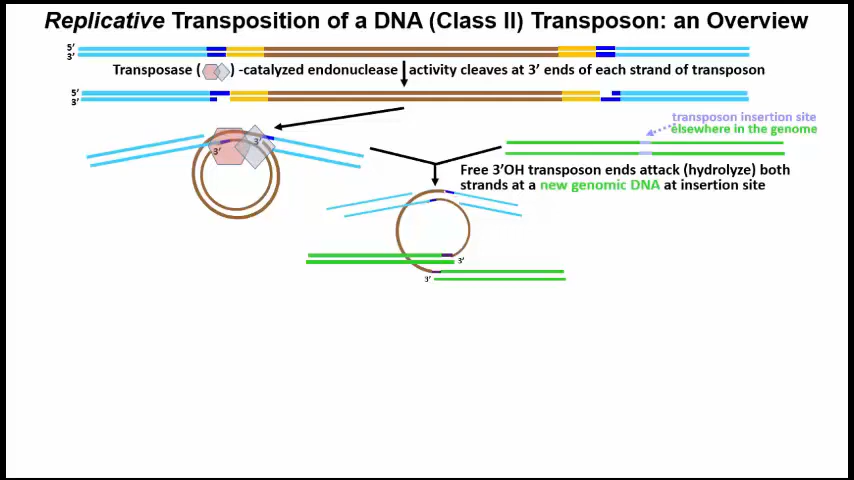 Replicative Transposition of a DNA (Class II) Transposon: an Overview
5’
3’
Transposase ( ) -catalyzed endonuclease activity cleaves at 3’ ends of each strand of transposon
5’
3’
transposon insertion site
elsewhere in the genome
3’
3’
Free 3’OH transposon ends attack (hydrolyze) both
strands at a new genomic DNA at insertion site
3’
3’